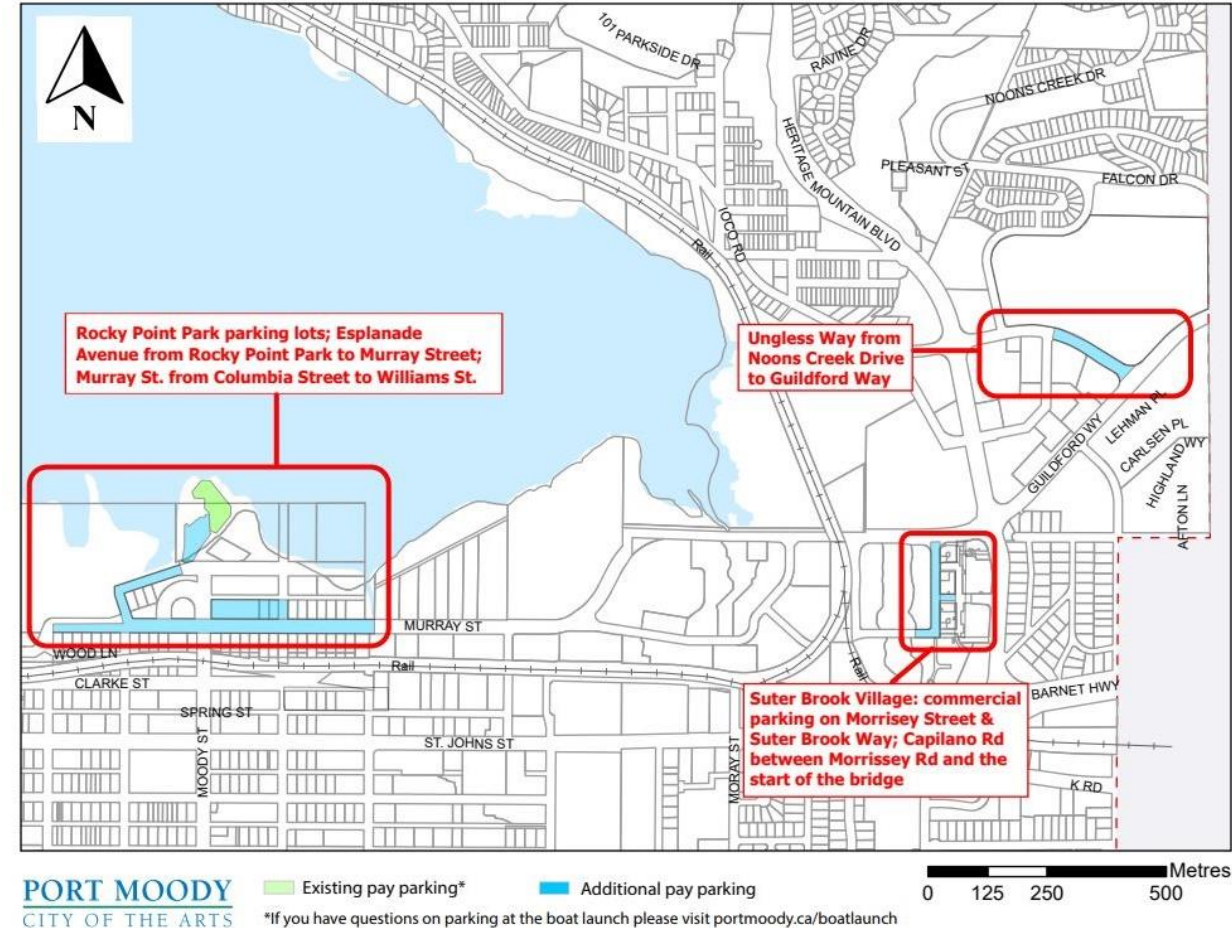 N
101 PARKSIDE DR
RAVINE DR
NOONS CREEK DR
HERITAGE MOUNTAIN BLVD
PLEASANT ST
FALCON DR
IOCO RD
Rail
Rocky Point Park parking lots; Esplanade
Avenue from Rocky Point Park to Murray Street;
Murray St. from Columbia Street to Williams St.
Ungless Way from
Noons Creek Drive
to Guildford Way
LEHMAN PL
CARLSEN PL
GUILDFORD WY
HIGHLAND WY
AFTON LN
MURRAY ST
WOOD LN
Rail
Rail
CLARKE ST
SPRING ST
MOODY ST
ST. JOHNS ST
MORAY ST
BARNET HWY
Suter Brook Village: commercial
parking on Morrisey Street &
Suter Brook Way; Capilano Rd
between Morrissey Rd and the
start of the bridge
K RD
PORT MOODY
CITY OF THE ARTS
Existing pay parking*
Additional pay parking
*If you have questions on parking at the boat launch please visit portmoody.ca/boatlaunch
Metres
0 125 250 500